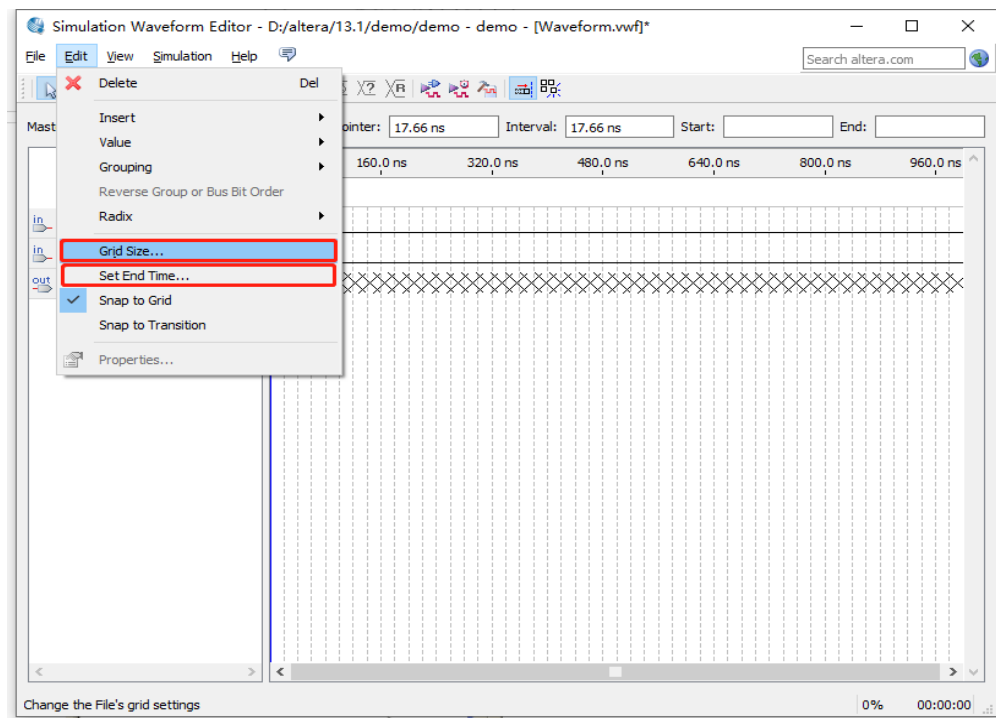 Simulation Waveform Editor - D:/altera/13.1/demo/demo - demo - [Waveform.vwf]*
File Edit View Simulation Help
Search altera.com
Delete Del
Insert
Value
Grouping
Reverse Group or Bus Bit Order
Radix
Grid Size...
Set End Time...
Snap to Grid
Snap to Transition
Properties...
Mast ointer: 17.66 ns Interval: 17.66 ns Start: End:
160.0 ns 320.0 ns 480.0 ns 640.0 ns 800.0 ns 960.0 ns
in
in
out
Change the File's grid settings 0% 00:00:00